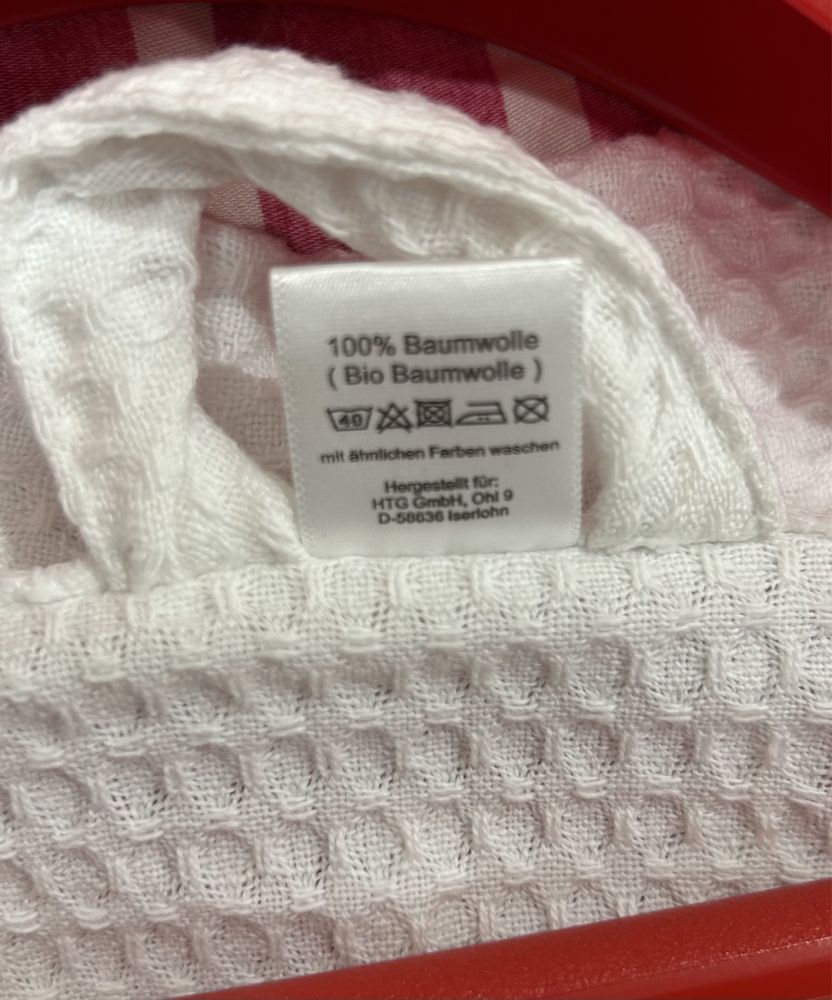 100% Baumwolle
( Bio Baumwolle )
40
mit ähnlichen Farben waschen
Hergestellt für:
HTG GmbH, Ohl 9
D-58636 Iserlohn